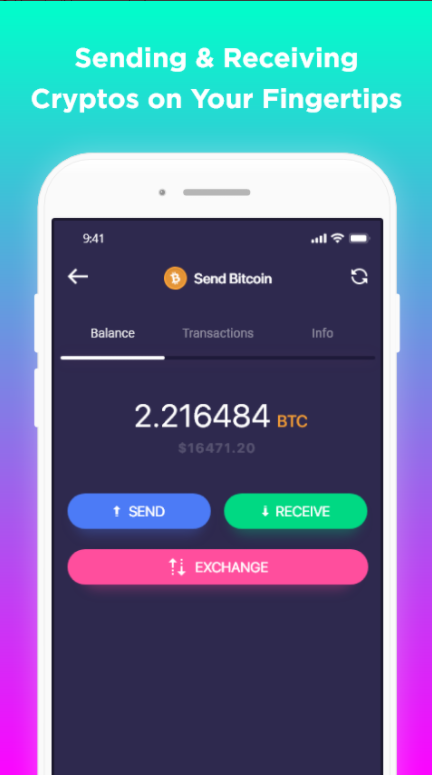 Sending & Receiving
Cryptos on Your Fingertips
9:41
Send Bitcoin
Balance Transactions Info
2.216484 BTC
$16471.20
SEND RECEIVE
EXCHANGE